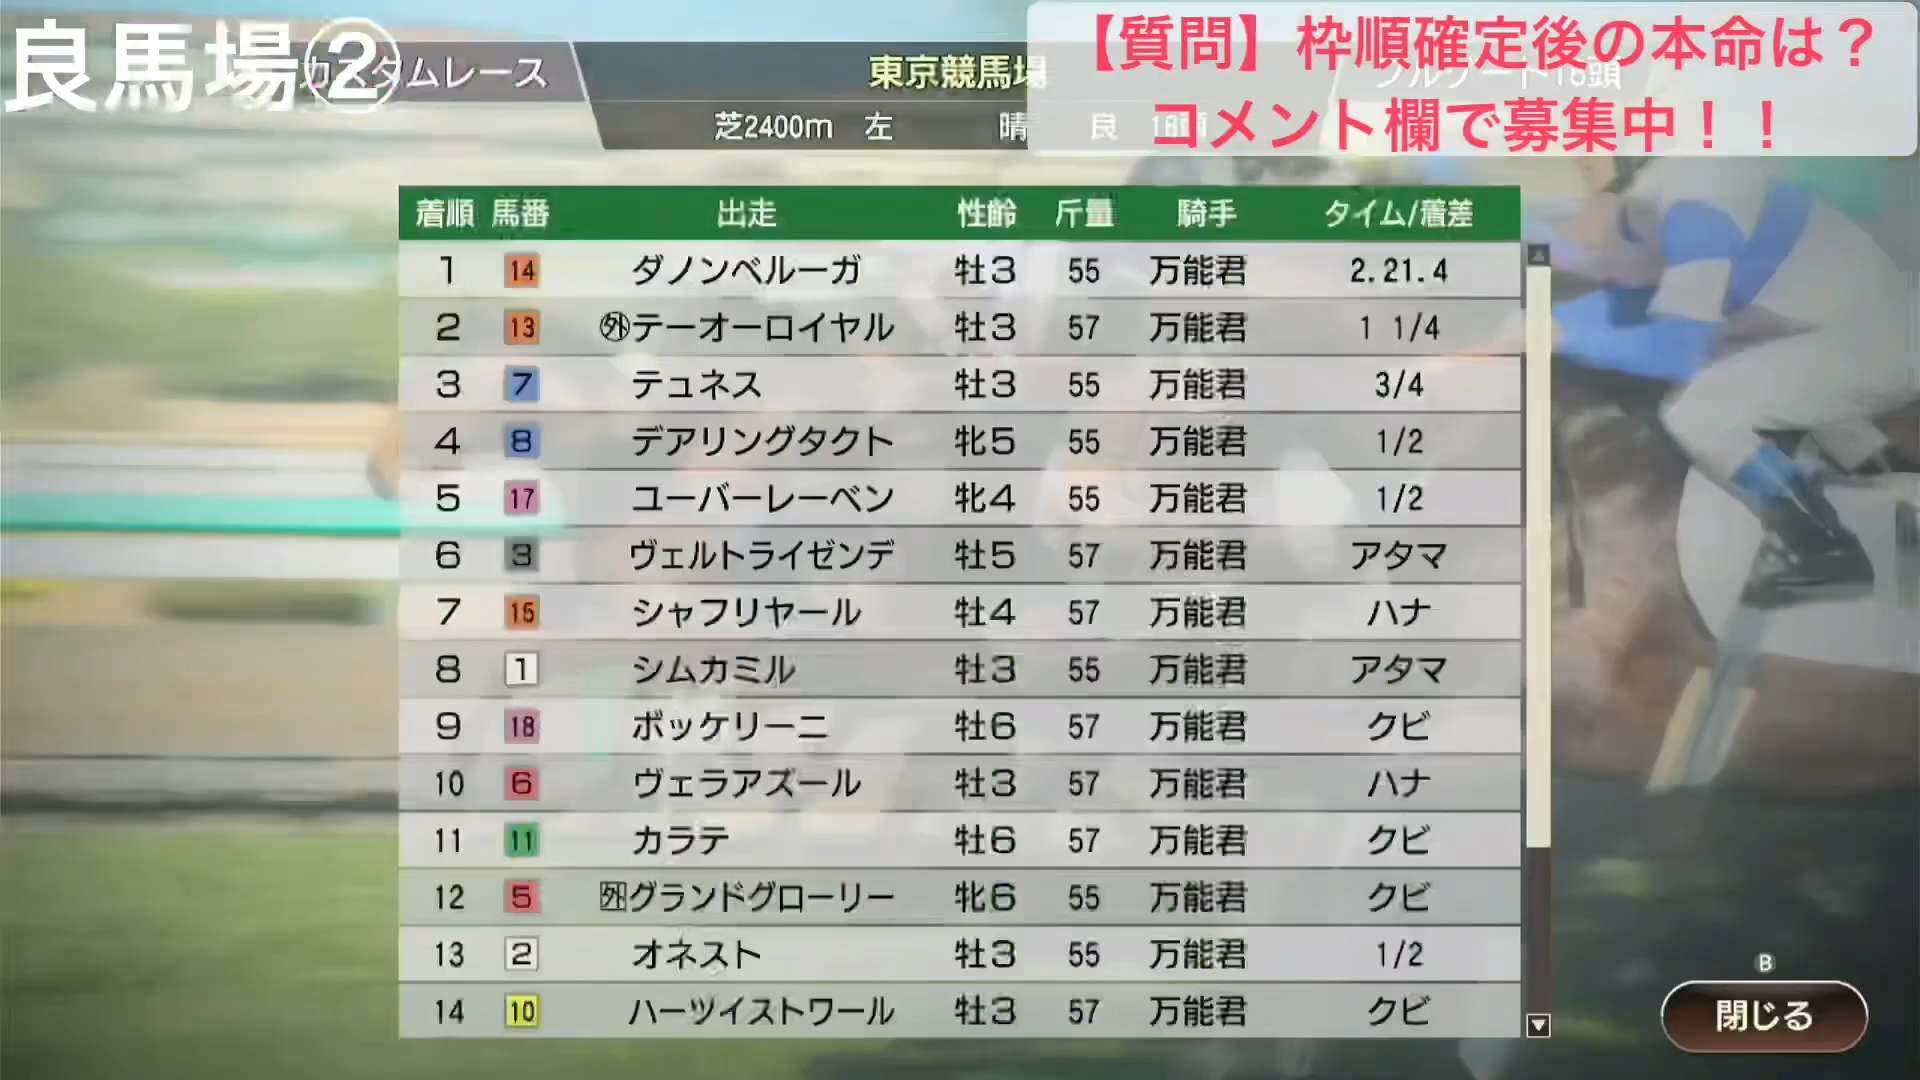 良馬場②
カスタムレース
東京競馬場
フルゲート18頭
芝2400m 左 晴 良 18頭
【質問】枠順確定後の本命は?
コメント欄で募集中!!
着順 馬番 出走 性齢 斤量 騎手 タイム/着差
1 14 ダノンベルーガ 牡3 55 万能君 2.21.4
2 13 外テーオーロイヤル 牡3 57 万能君 1 1/4
3 7 テュネス 牡3 55 万能君 3/4
4 8 デアリングタクト 牝5 55 万能君 1/2
5 17 ユーバーレーベン 牝4 55 万能君 1/2
6 3 ヴェルトライゼンデ 牡5 57 万能君 アタマ
7 15 シャフリヤール 牡4 57 万能君 ハナ
8 1 シムカミル 牡3 55 万能君 アタマ
9 18 ボッケリーニ 牡6 57 万能君 クビ
10 6 ヴェラアズール 牡3 57 万能君 ハナ
11 11 カラテ 牡6 57 万能君 クビ
12 5 外グランドグローリー 牝6 55 万能君 クビ
13 2 オネスト 牡3 55 万能君 1/2
14 10 ハーツイストワール 牡3 57 万能君 クビ
B
閉じる